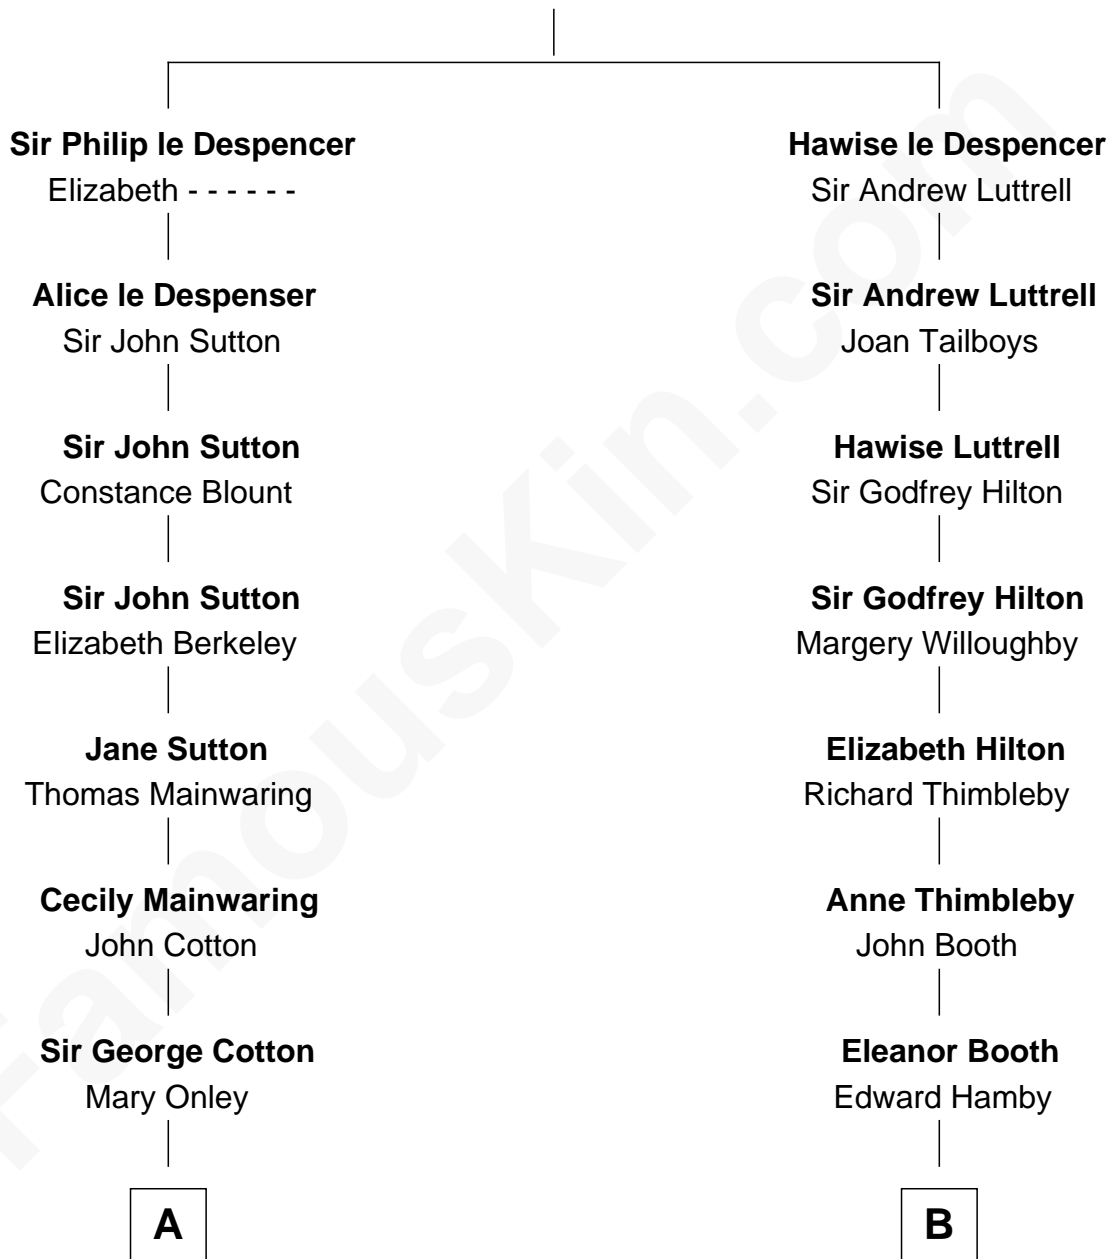 Sir Philip le Despencer
Elizabeth - - - - - -
Hawise le Despencer
Sir Andrew Luttrell
Alice le Despenser
Sir John Sutton
Sir Andrew Luttrell
Joan Tailboys
Sir John Sutton
Constance Blount
Hawise Luttrell
Sir Godfrey Hilton
Sir John Sutton
Elizabeth Berkeley
Sir Godfrey Hilton
Margery Willoughby
Jane Sutton
Thomas Mainwaring
Elizabeth Hilton
Richard Thimbleby
Cecily Mainwaring
John Cotton
Anne Thimbleby
John Booth
Sir George Cotton
Mary Onley
Eleanor Booth
Edward Hamby
A
B
FamousKin.com